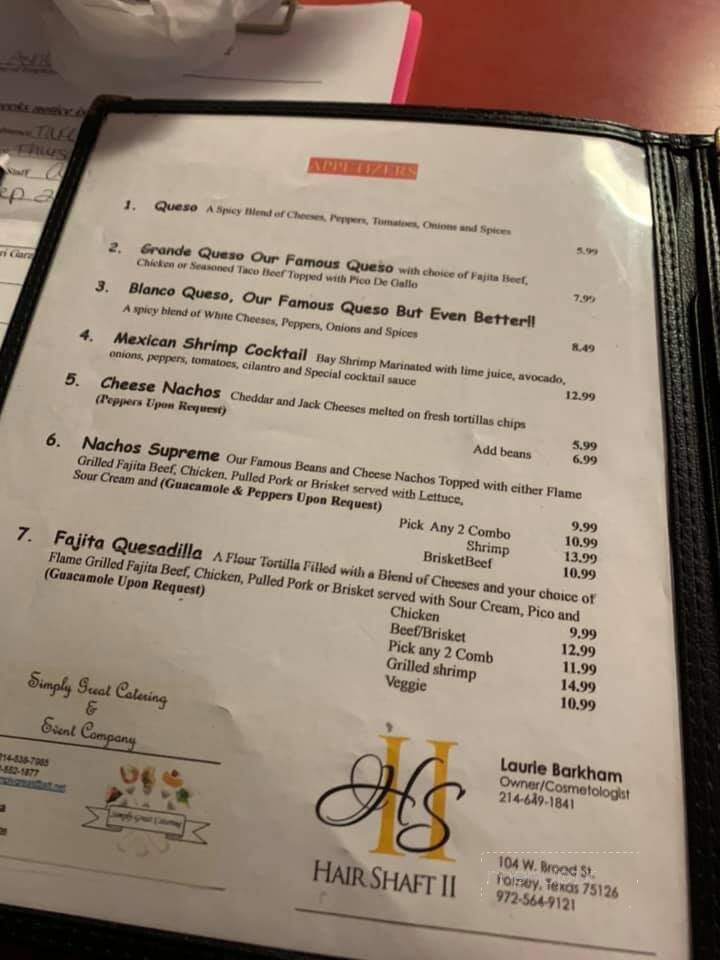 APPETIZERS
1. Queso A Spicy Blend of Cheeses, Peppers, Tomatoes, Onions and Spices
5.99
2. Grande Queso Our Famous Queso with choice of Fajita Beef,
Chicken or Seasoned Taco Beef Topped with Pico De Gallo
7.99
3. Blanco Queso, Our Famous Queso But Even Better!!
A spicy blend of White Cheeses, Peppers, Onions and Spices
8.49
4. Mexican Shrimp Cocktail Bay Shrimp Marinated with lime juice, avocado,
onions, peppers, tomatoes, cilantro and Special cocktail sauce
12.99
5. Cheese Nachos Cheddar and Jack Cheeses melted on fresh tortillas chips
(Peppers Upon Request)
5.99
Add beans 6.99
6. Nachos Supreme Our Famous Beans and Cheese Nachos Topped with either Flame
Grilled Fajita Beef, Chicken, Pulled Pork or Brisket served with Lettuce,
Sour Cream and (Guacamole & Peppers Upon Request)
9.99
Pick Any 2 Combo 10.99
Shrimp 13.99
BrisketBeef 10.99
7. Fajita Quesadilla A Flour Tortilla Filled with a Blend of Cheeses and your choice of
Flame Grilled Fajita Beef, Chicken, Pulled Pork or Brisket served with Sour Cream, Pico and
(Guacamole Upon Request)
Chicken 9.99
Beef/Brisket 12.99
Pick any 2 Comb 11.99
Grilled shrimp 14.99
Veggie 10.99
Simply Great Catering
&
Event Company
214-649-1841
Simply Great Catering
HS
HAIR SHAFT II
Laurie Barkham
Owner/Cosmetologist
104 W. Broad St.
Forney, Texas 75126
972-564-9121